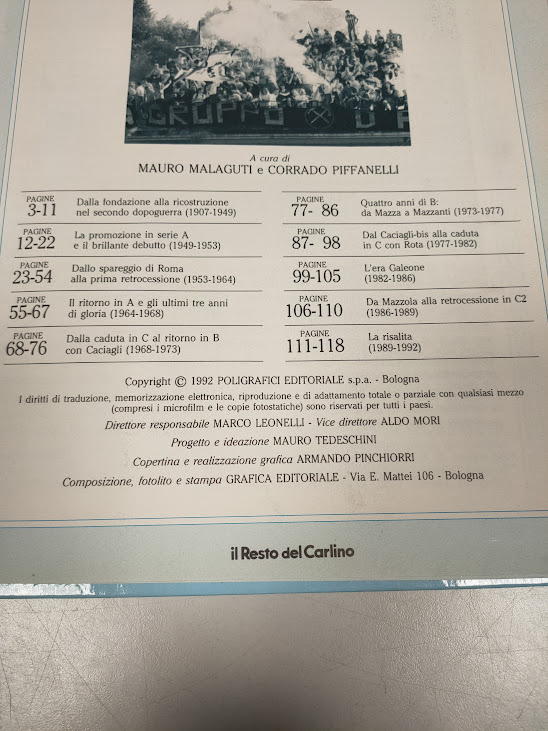 GRUPPO D
A cura di
MAURO MALAGUTI e CORRADO PIFFANELLI
PAGINE
3-11
Dalla fondazione alla ricostruzione
nel secondo dopoguerra (1907-1949)
PAGINE
12-22
La promozione in serie A
e il brillante debutto (1949-1953)
PAGINE
23-54
Dallo spareggio di Roma
alla prima retrocessione (1953-1964)
PAGINE
55-67
Il ritorno in A e gli ultimi tre anni
di gloria (1964-1968)
PAGINE
68-76
Dalla caduta in C al ritorno in B
con Caciagli (1968-1973)
PAGINE
77- 86
Quattro anni di B:
da Mazza a Mazzanti (1973-1977)
PAGINE
87- 98
Dal Caciagli-bis alla caduta
in C con Rota (1977-1982)
PAGINE
99-105
L'era Galeone
(1982-1986)
PAGINE
106-110
Da Mazzola alla retrocessione in C2
(1986-1989)
PAGINE
111-118
La risalita
(1989-1992)
Copyright © 1992 POLIGRAFICI EDITORIALE s.p.a. - Bologna
I diritti di traduzione, memorizzazione elettronica, riproduzione e di adattamento totale o parziale con qualsiasi mezzo
(compresi i microfilm e le copie fotostatiche) sono riservati per tutti i paesi.
Direttore responsabile MARCO LEONELLI - Vice direttore ALDO MORI
Progetto e ideazione MAURO TEDESCHINI
Copertina e realizzazione grafica ARMANDO PINCHIORRI
Composizione, fotolito e stampa GRAFICA EDITORIALE - Via E. Mattei 106 - Bologna
il Resto del Carlino